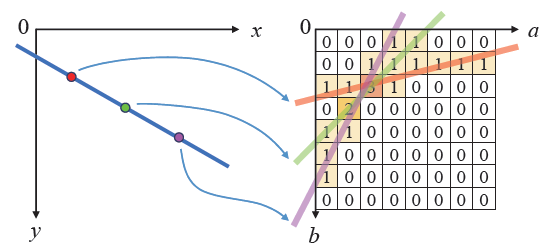 0 x 0 a
0 0 0 1 1 0 0 0
0 0 1 1 1 1 1 1
1 1 3 1 0 0 0 0
0 2 0 0 0 0 0 0
1 1 0 0 0 0 0 0
1 0 0 0 0 0 0 0
1 0 0 0 0 0 0 0
0 0 0 0 0 0 0 0
y b